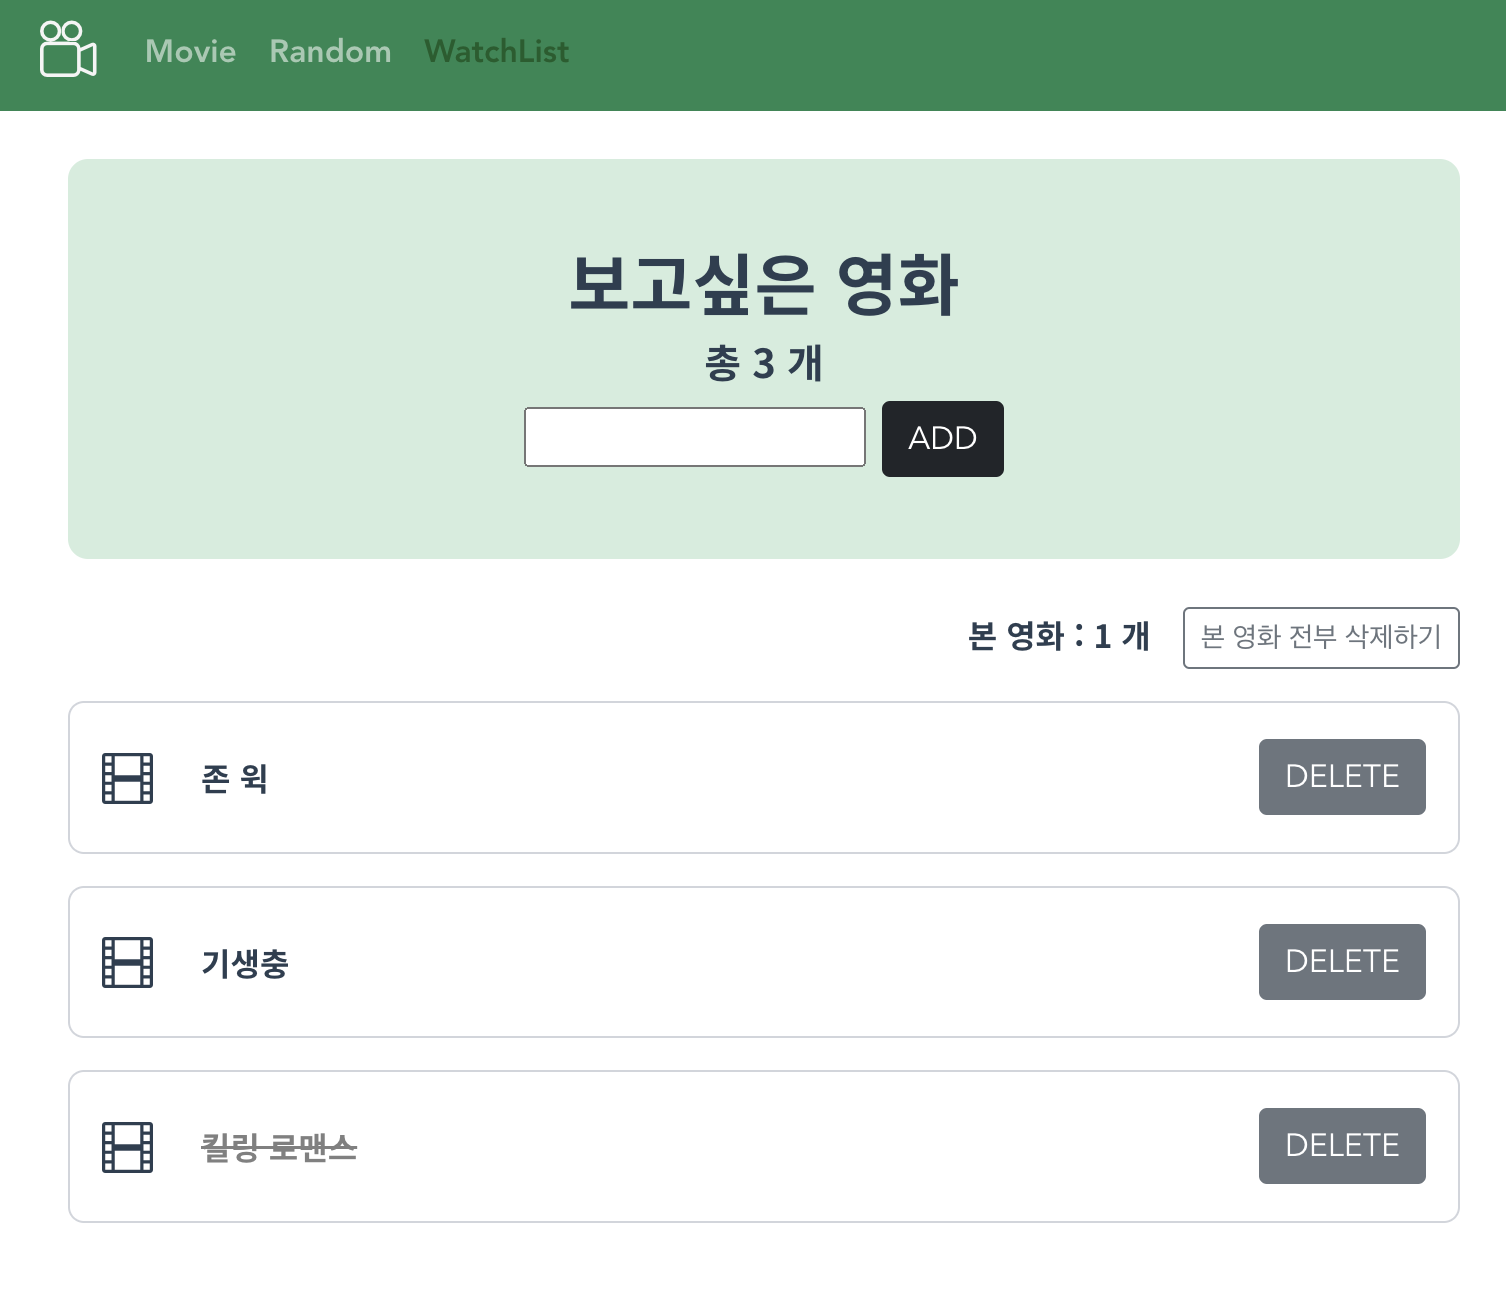 Movie Random WatchList
보고싶은 영화
총 3 개
ADD
본 영화 : 1 개 본 영화 전부 삭제하기
존 윅 DELETE
기생충 DELETE
킬링 로맨스 DELETE